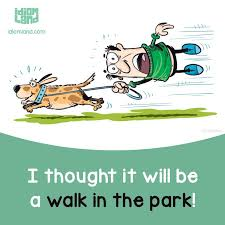 idiom
Land
idiomland.com
I thought it will be
a walk in the park!